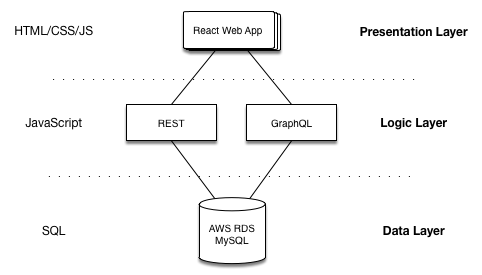 HTML/CSS/JS
React Web App
Presentation Layer
JavaScript
REST
GraphQL
Logic Layer
SQL
AWS RDS
MySQL
Data Layer